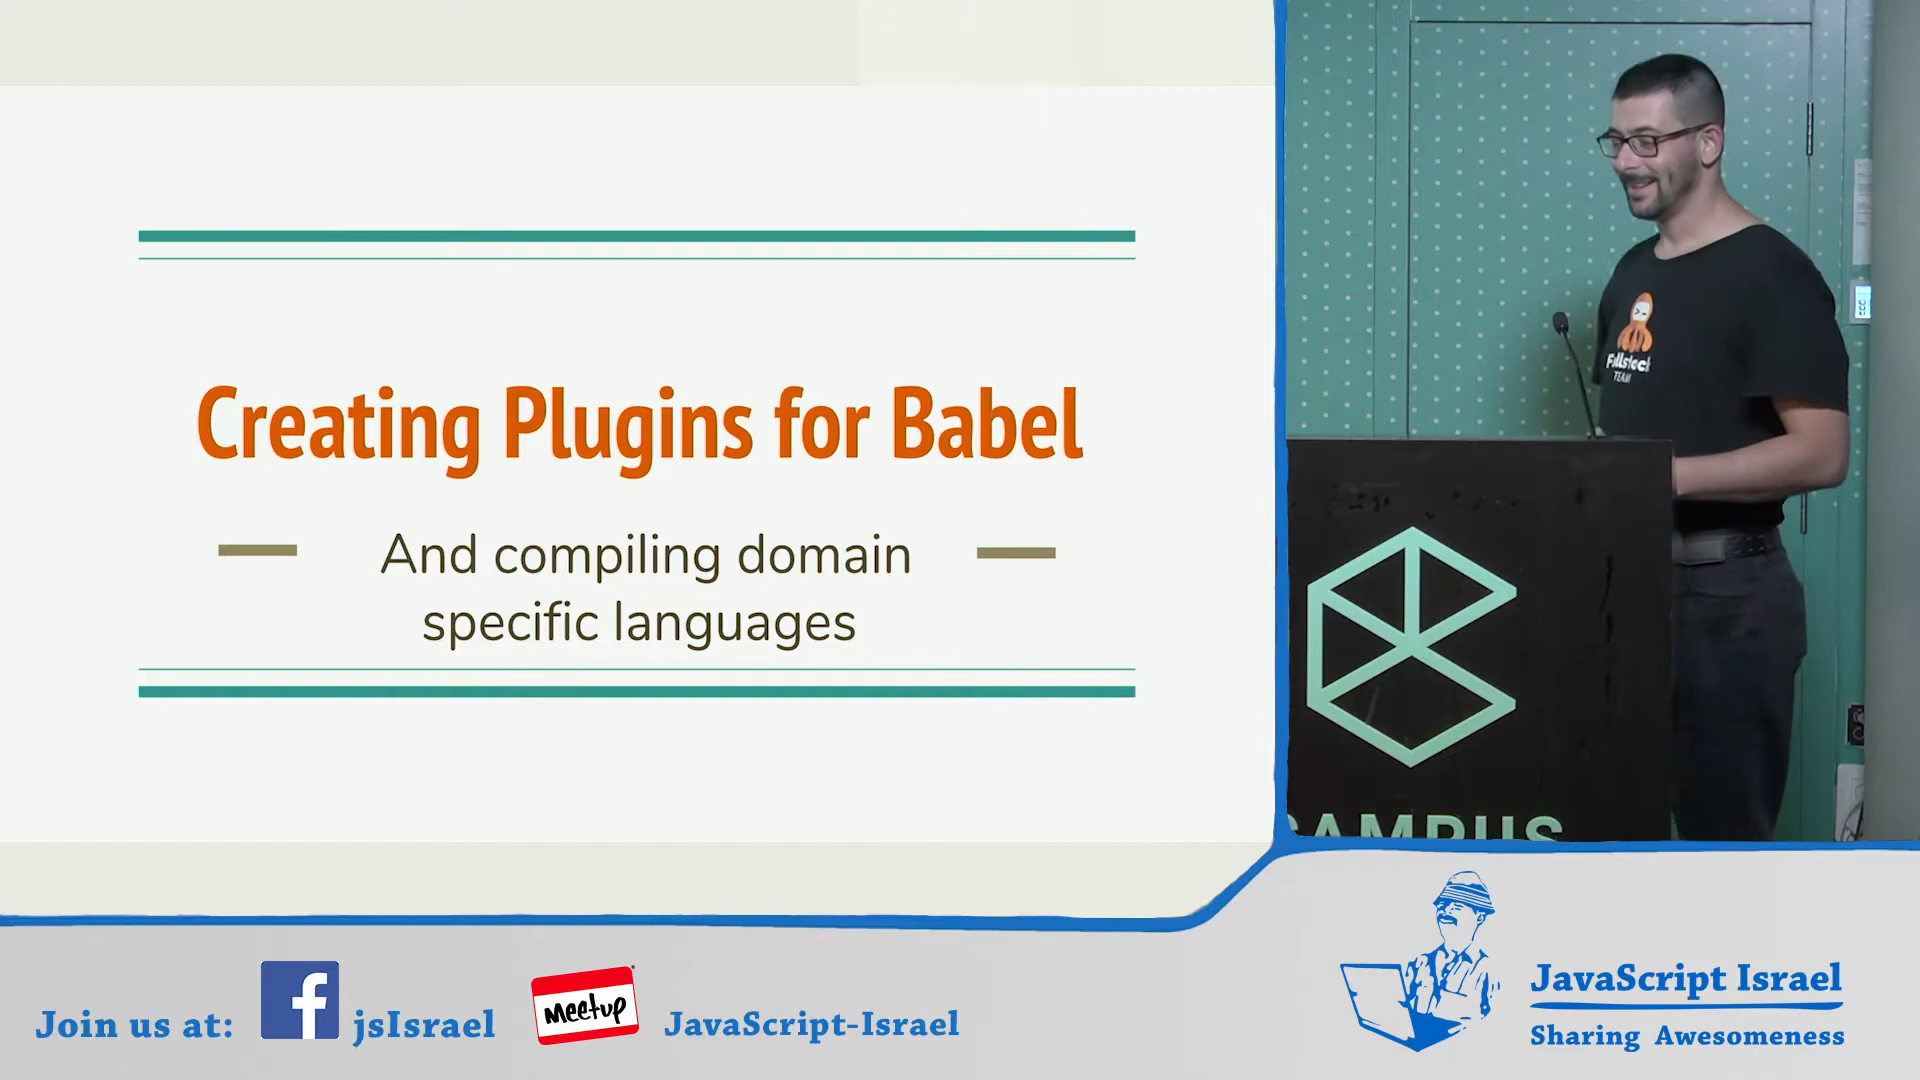 Creating Plugins for Babel
And compiling domain
specific languages
Fullstack
TEAM
CAMPUS
Join us at:
f
jsIsrael
Meetup
JavaScript-Israel
JavaScript Israel
Sharing Awesomeness